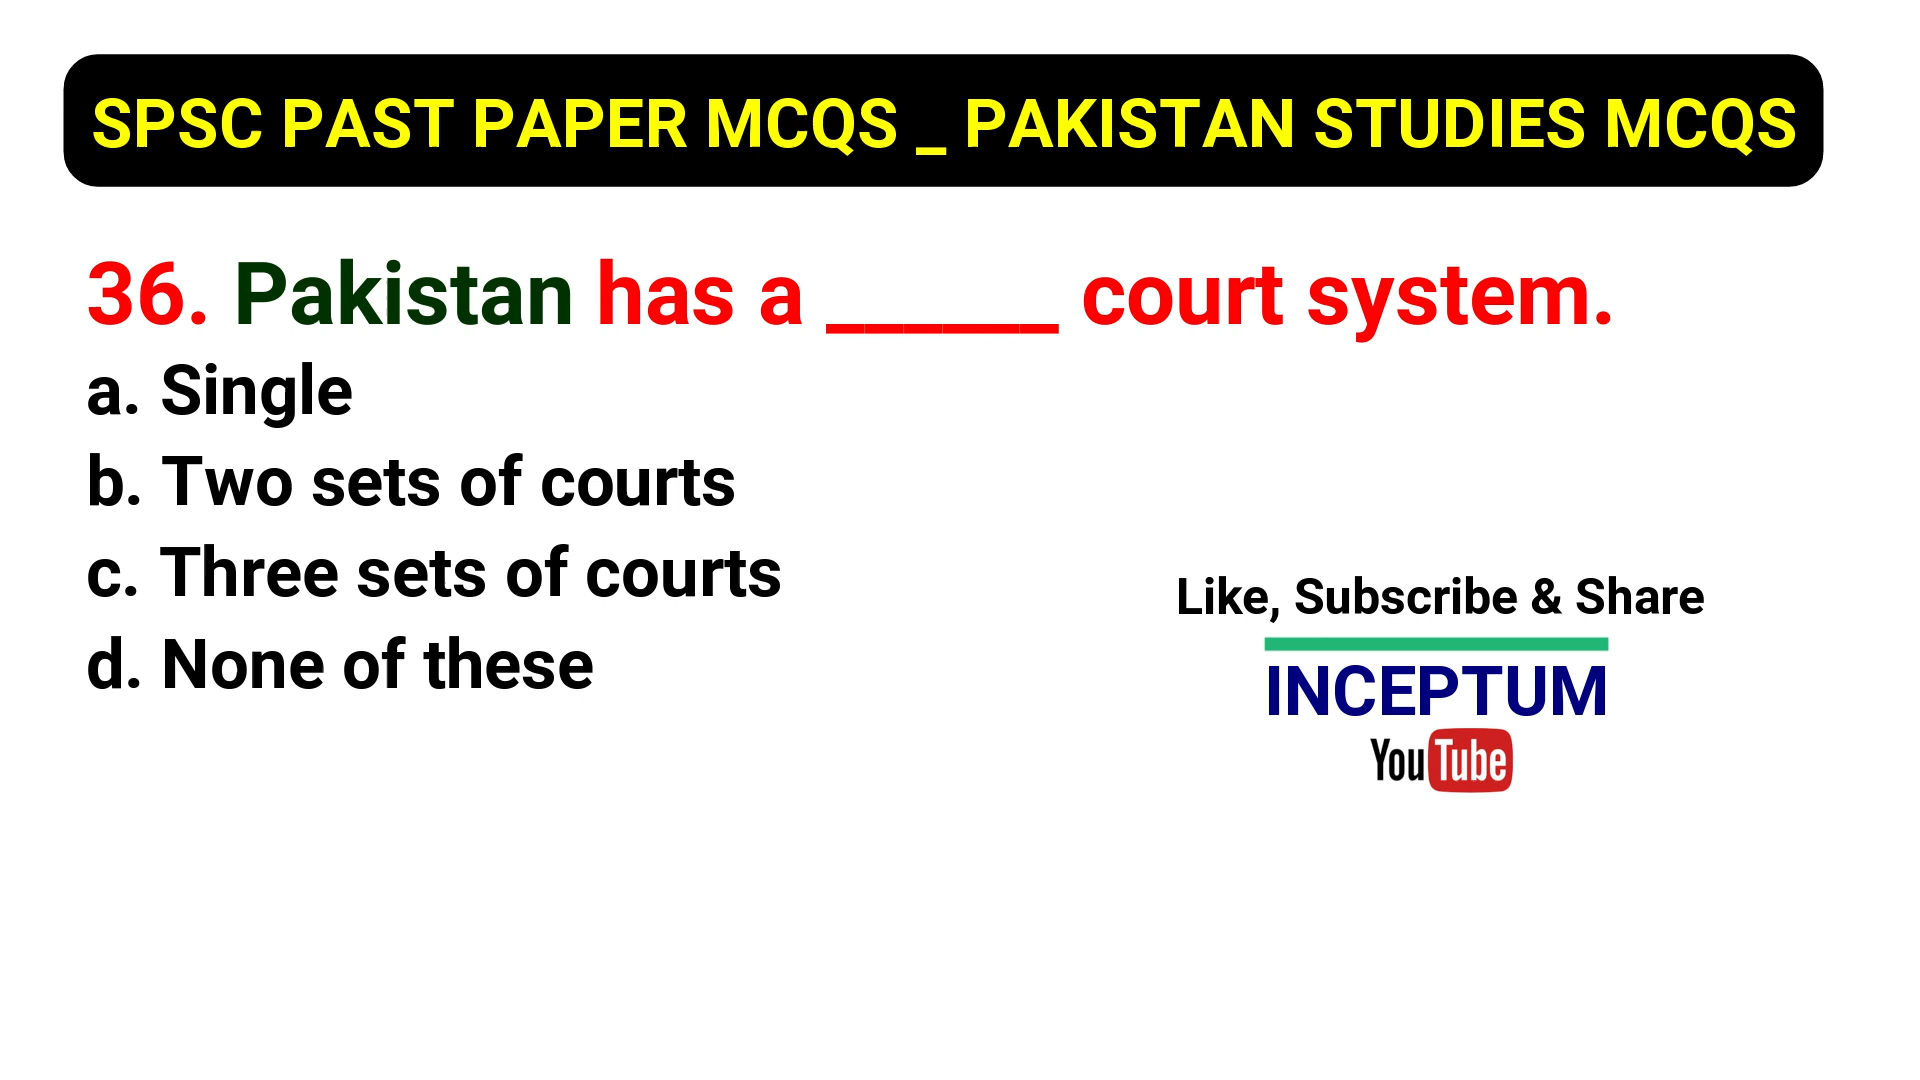 SPSC PAST PAPER MCQS _ PAKISTAN STUDIES MCQS
36. Pakistan has a ______ court system.
a. Single
b. Two sets of courts
c. Three sets of courts
d. None of these
Like, Subscribe & Share
INCEPTUM
YouTube